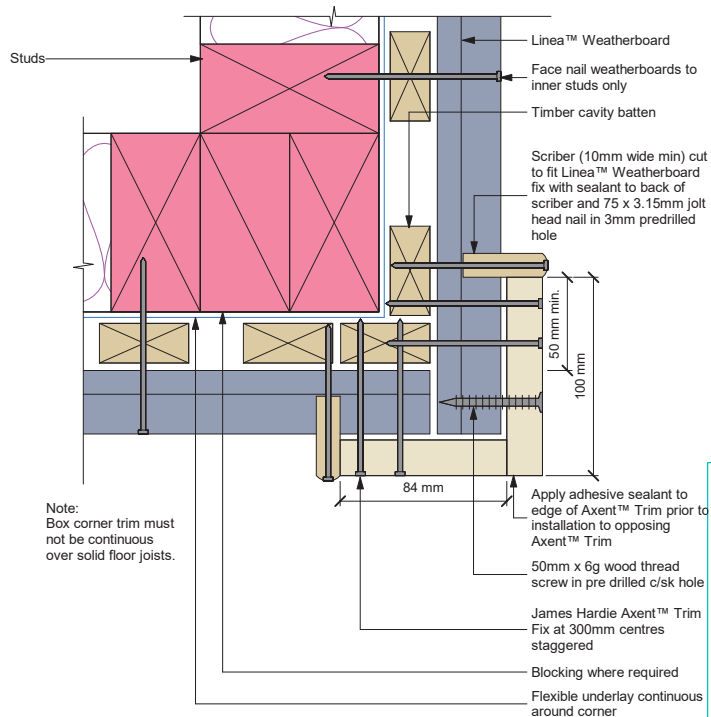 Studs
Linea™ Weatherboard
Face nail weatherboards to
inner studs only
Timber cavity batten
Scriber (10mm wide min) cut
to fit Linea™ Weatherboard
fix with sealant to back of
scriber and 75 x 3.15mm jolt
head nail in 3mm predrilled
hole
50 mm min.
100 mm
84 mm
Note:
Box corner trim must
not be continuous
over solid floor joists.
Apply adhesive sealant to
edge of Axent™ Trim prior to
installation to opposing
Axent™ Trim
50mm x 6g wood thread
screw in pre drilled c/sk hole
James Hardie Axent™ Trim
Fix at 300mm centres
staggered
Blocking where required
Flexible underlay continuous
around corner